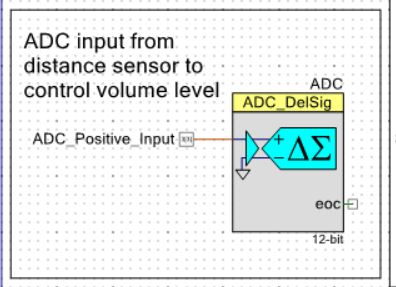 ADC input from
distance sensor to
control volume level
ADC
ADC_DelSig
ADC_Positive_Input
+
−
ΔΣ
eoc
12-bit